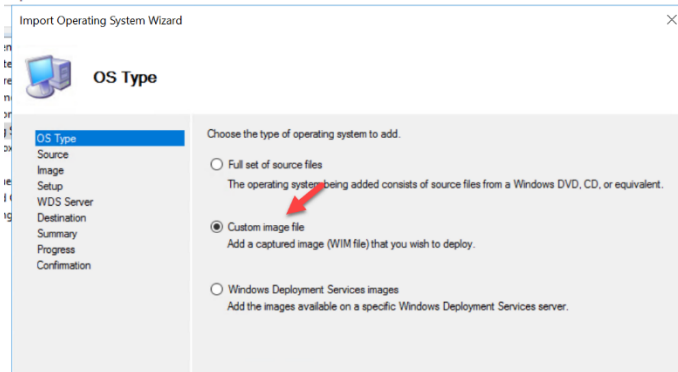 Import Operating System Wizard
OS Type
OS Type
Source
Image
Setup
WDS Server
Destination
Summary
Progress
Confirmation
Choose the type of operating system to add.
Full set of source files
The operating system being added consists of source files from a Windows DVD, CD, or equivalent.
Custom image file
Add a captured image (WIM file) that you wish to deploy.
Windows Deployment Services images
Add the images available on a specific Windows Deployment Services server.